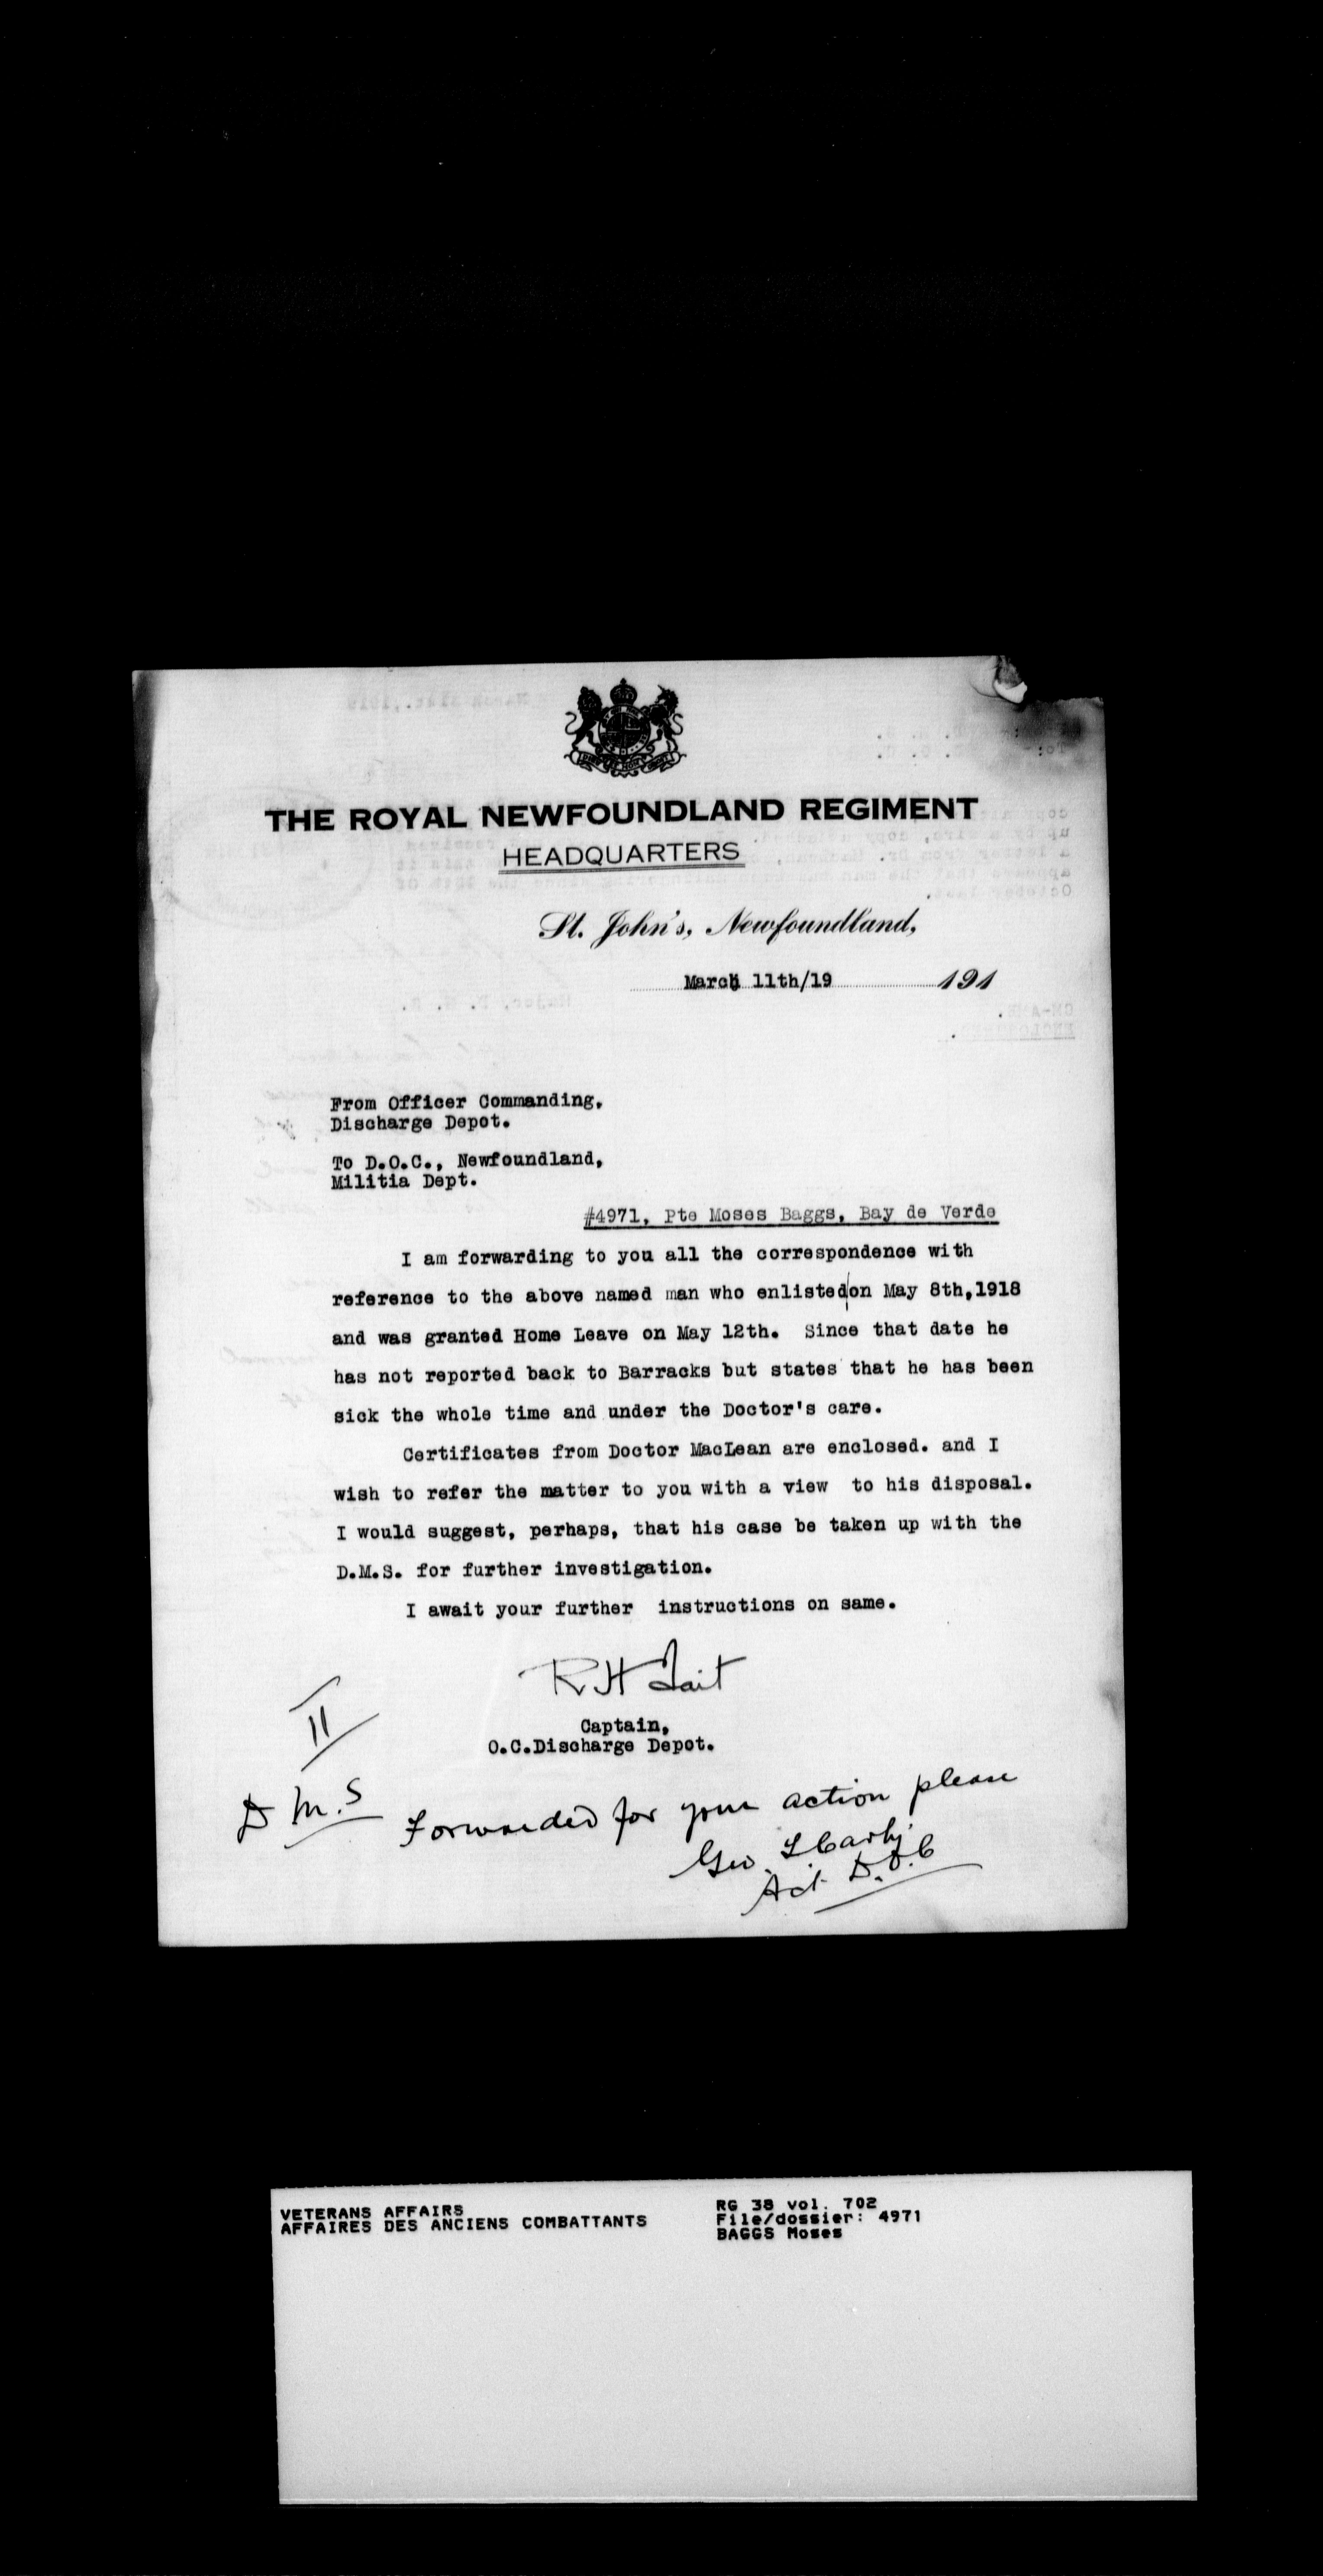 THE ROYAL NEWFOUNDLAND REGIMENT
HEADQUARTERS
St. John's, Newfoundland,
March 11th/19 191
From Officer Commanding,
Discharge Depot.
To D.O.C., Newfoundland,
Militia Dept.
#4971, Pte Moses Baggs, Bay de Verde
I am forwarding to you all the correspondence with
reference to the above named man who enlisted/on May 8th,1918
and was granted Home Leave on May 12th. Since that date he
has not reported back to Barracks but states that he has been
sick the whole time and under the Doctor's care.
Certificates from Doctor MacLean are enclosed. and I
wish to refer the matter to you with a view to his disposal.
I would suggest, perhaps, that his case be taken up with the
D.M.S. for further investigation.
I await your further instructions on same.
R H Tait
Captain,
O.C.Discharge Depot.
II
D M.S
Forwarded for your action please
Geo. L Carty
Act D.O.C
VETERANS AFFAIRS
AFFAIRES DES ANCIENS COMBATTANTS
RG 38 vol. 702
File/dossier: 4971
BAGGS Moses